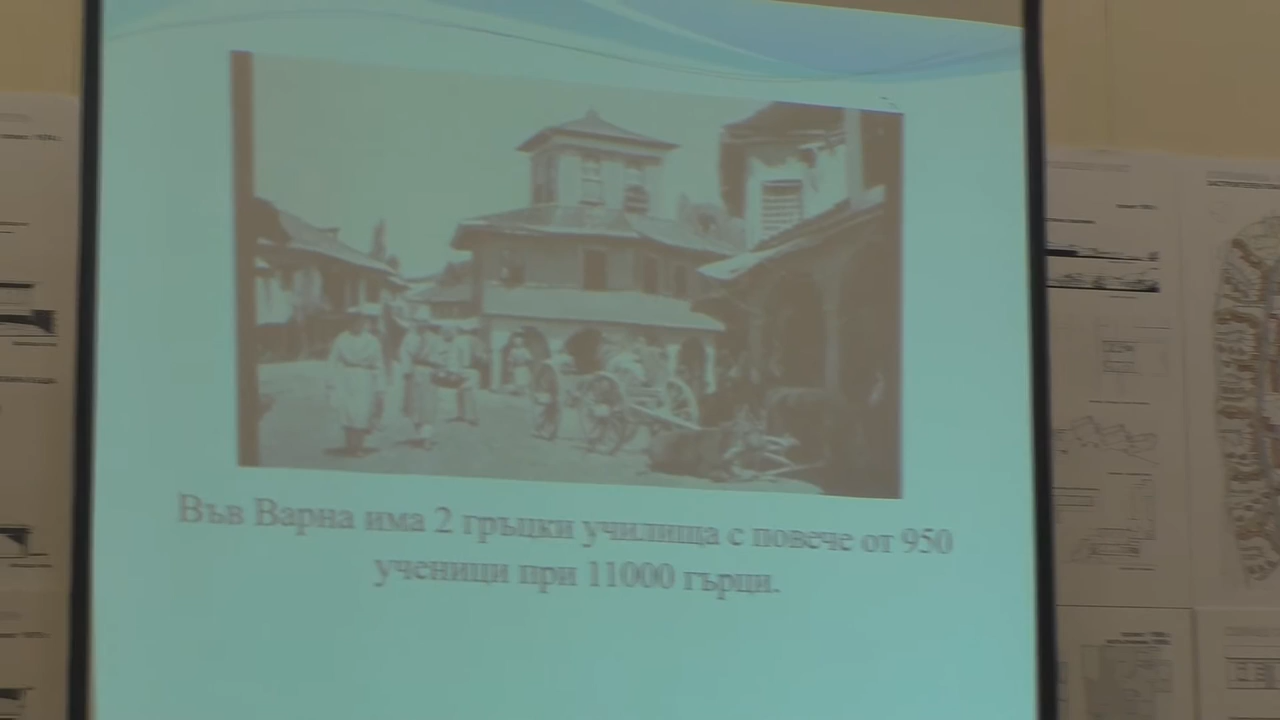 Във Варна има 2 гръцки училища с повече от 950
ученици при 11000 гърци.